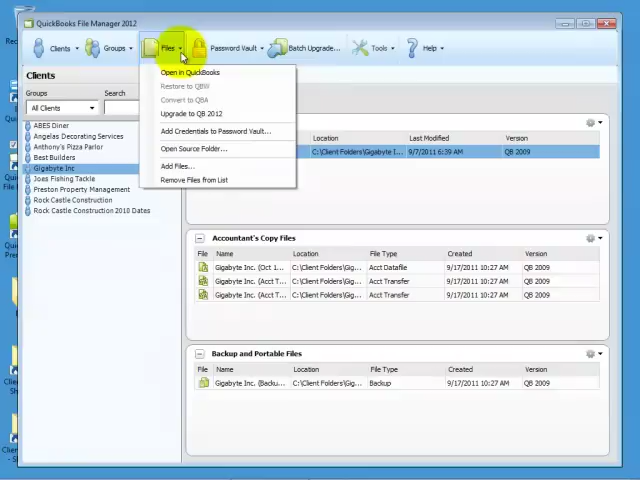 Rec
QuickBooks File Manager 2012
Clients
Groups
Files
Password Vault
Batch Upgrade...
Tools
Help
Clients
Groups
Search
All Clients
ABES Diner
Angelas Decorating Services
Anthony's Pizza Parlor
Best Builders
Gigabyte Inc
Joes Fishing Tackle
Preston Property Management
Rock Castle Construction
Rock Castle Construction 2010 Dates
Open in QuickBooks
Restore to QBW
Convert to QBA
Upgrade to QB 2012
Add Credentials to Password Vault...
Open Source Folder...
Add Files...
Remove Files from List
Location Last Modified Version
C:\Client Folders\Gigabyte I... 9/7/2011 6:39 AM QB 2009
Accountant's Copy Files
File Name Location File Type Created Version
Gigabyte Inc. (Oct 1... C:\Client Folders\Gig... Acct Datafile 9/17/2011 10:27 AM QB 2009
Gigabyte Inc. (Acct T... C:\Client Folders\Gig... Acct Transfer 9/17/2011 10:27 AM QB 2009
Gigabyte Inc. (Acct T... C:\Client Folders\Gig... Acct Transfer 9/17/2011 10:27 AM QB 2009
Backup and Portable Files
File Name Location File Type Created Version
Gigabyte Inc. (Backu... C:\Client Folders\Gig... Backup 9/17/2011 10:27 AM QB 2009